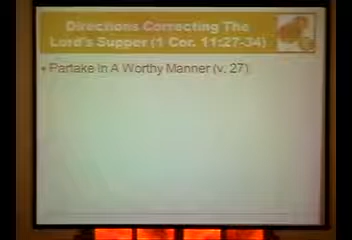 Directions Correcting The
Lord's Supper (1 Cor. 11:27-34)
• Partake In A Worthy Manner (v. 27)